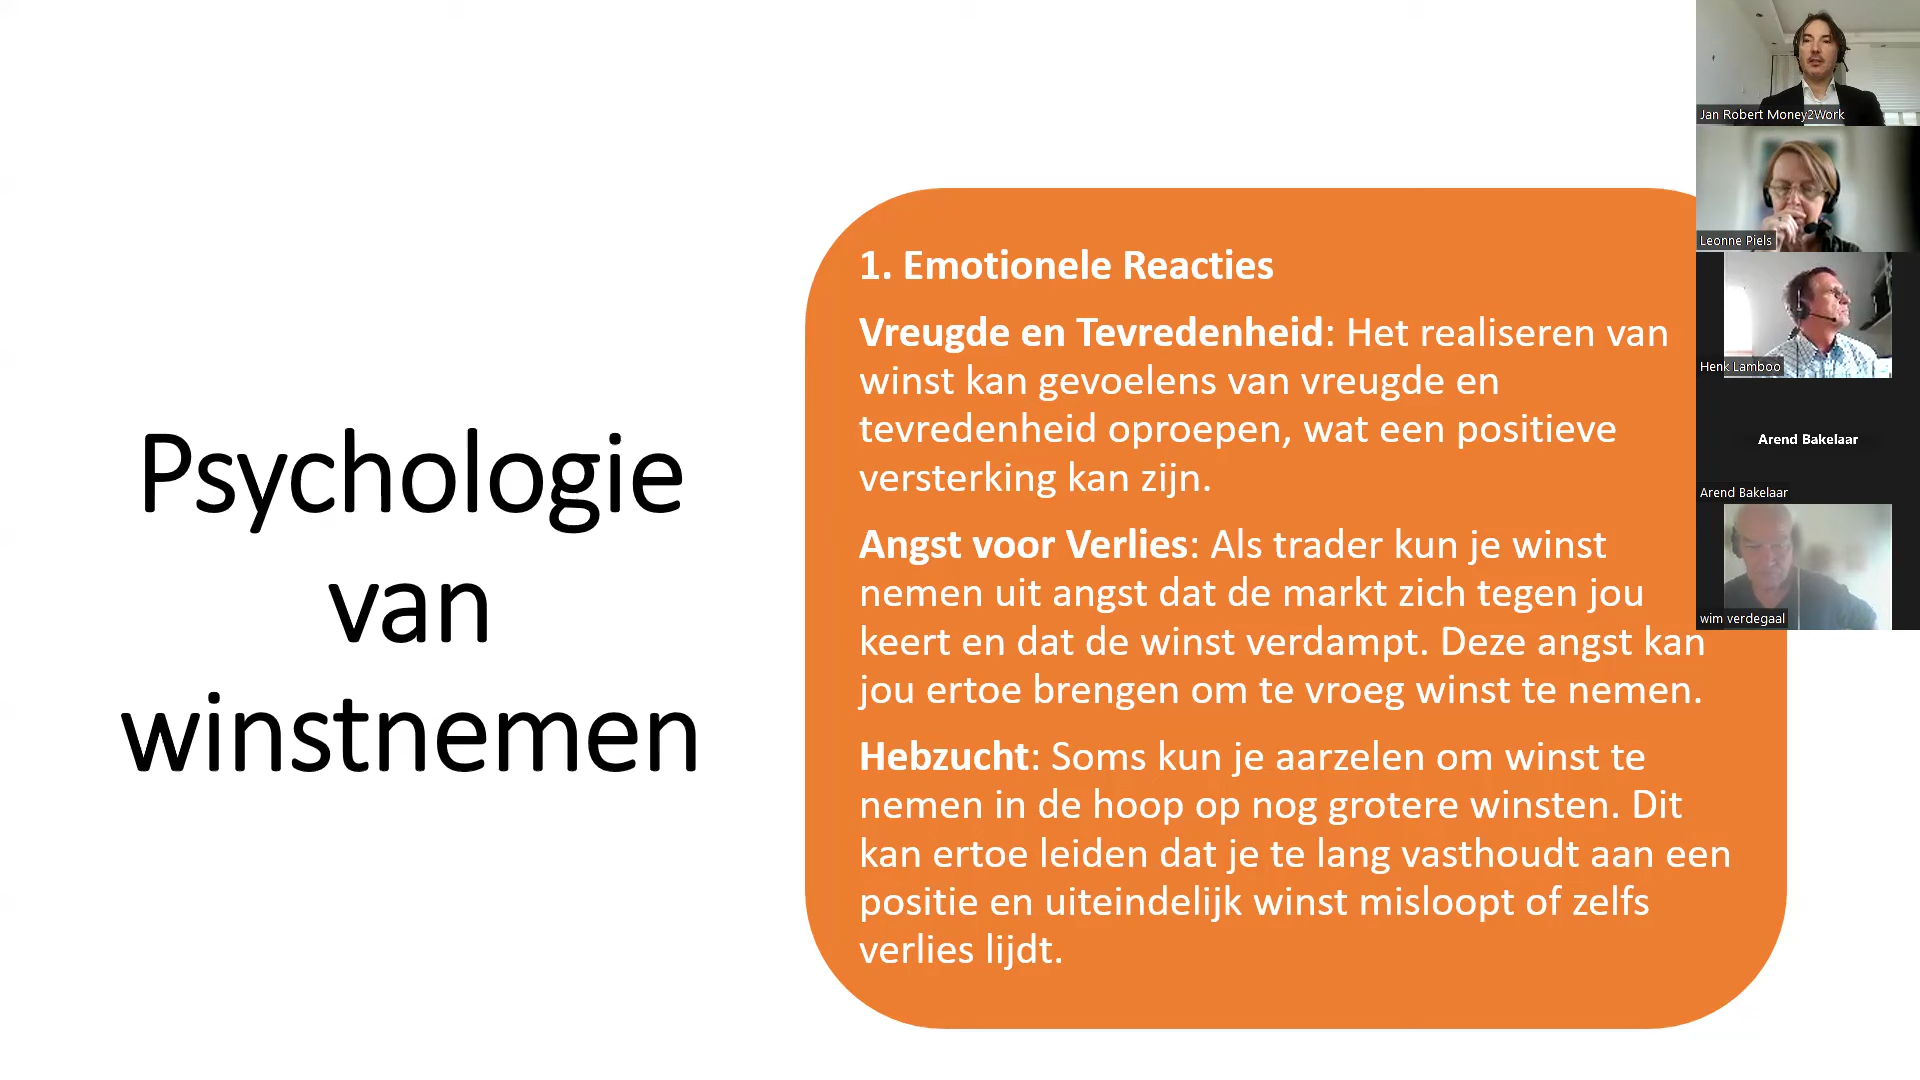 Psychologie
van
winstnemen
1. Emotionele Reacties
Vreugde en Tevredenheid: Het realiseren van
winst kan gevoelens van vreugde en
tevredenheid oproepen, wat een positieve
versterking kan zijn.
Angst voor Verlies: Als trader kun je winst
nemen uit angst dat de markt zich tegen jou
keert en dat de winst verdampt. Deze angst kan
jou ertoe brengen om te vroeg winst te nemen.
Hebzucht: Soms kun je aarzelen om winst te
nemen in de hoop op nog grotere winsten. Dit
kan ertoe leiden dat je te lang vasthoudt aan een
positie en uiteindelijk winst misloopt of zelfs
verlies lijdt.
Jan Robert Money2Work
Leonne Piels
Henk Lamboo
Arend Bakelaar
Arend Bakelaar
wim verdegaal